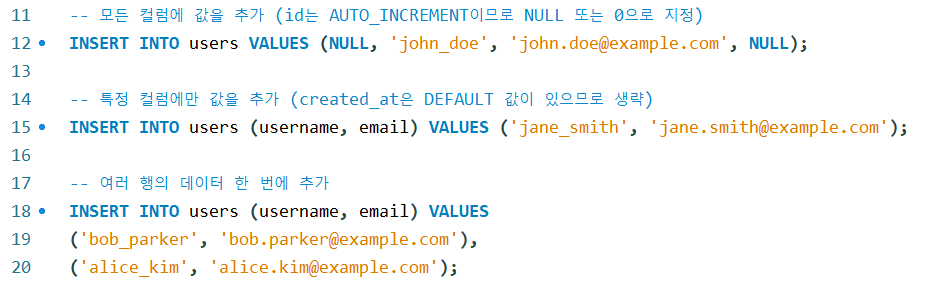 11 -- 모든 컬럼에 값을 추가 (id는 AUTO_INCREMENT이므로 NULL 또는 0으로 지정)
12 INSERT INTO users VALUES (NULL, 'john_doe', 'john.doe@example.com', NULL);
13
14 -- 특정 컬럼에만 값을 추가 (created_at은 DEFAULT 값이 있으므로 생략)
15 INSERT INTO users (username, email) VALUES ('jane_smith', 'jane.smith@example.com');
16
17 -- 여러 행의 데이터 한 번에 추가
18 INSERT INTO users (username, email) VALUES
19 ('bob_parker', 'bob.parker@example.com'),
20 ('alice_kim', 'alice.kim@example.com');